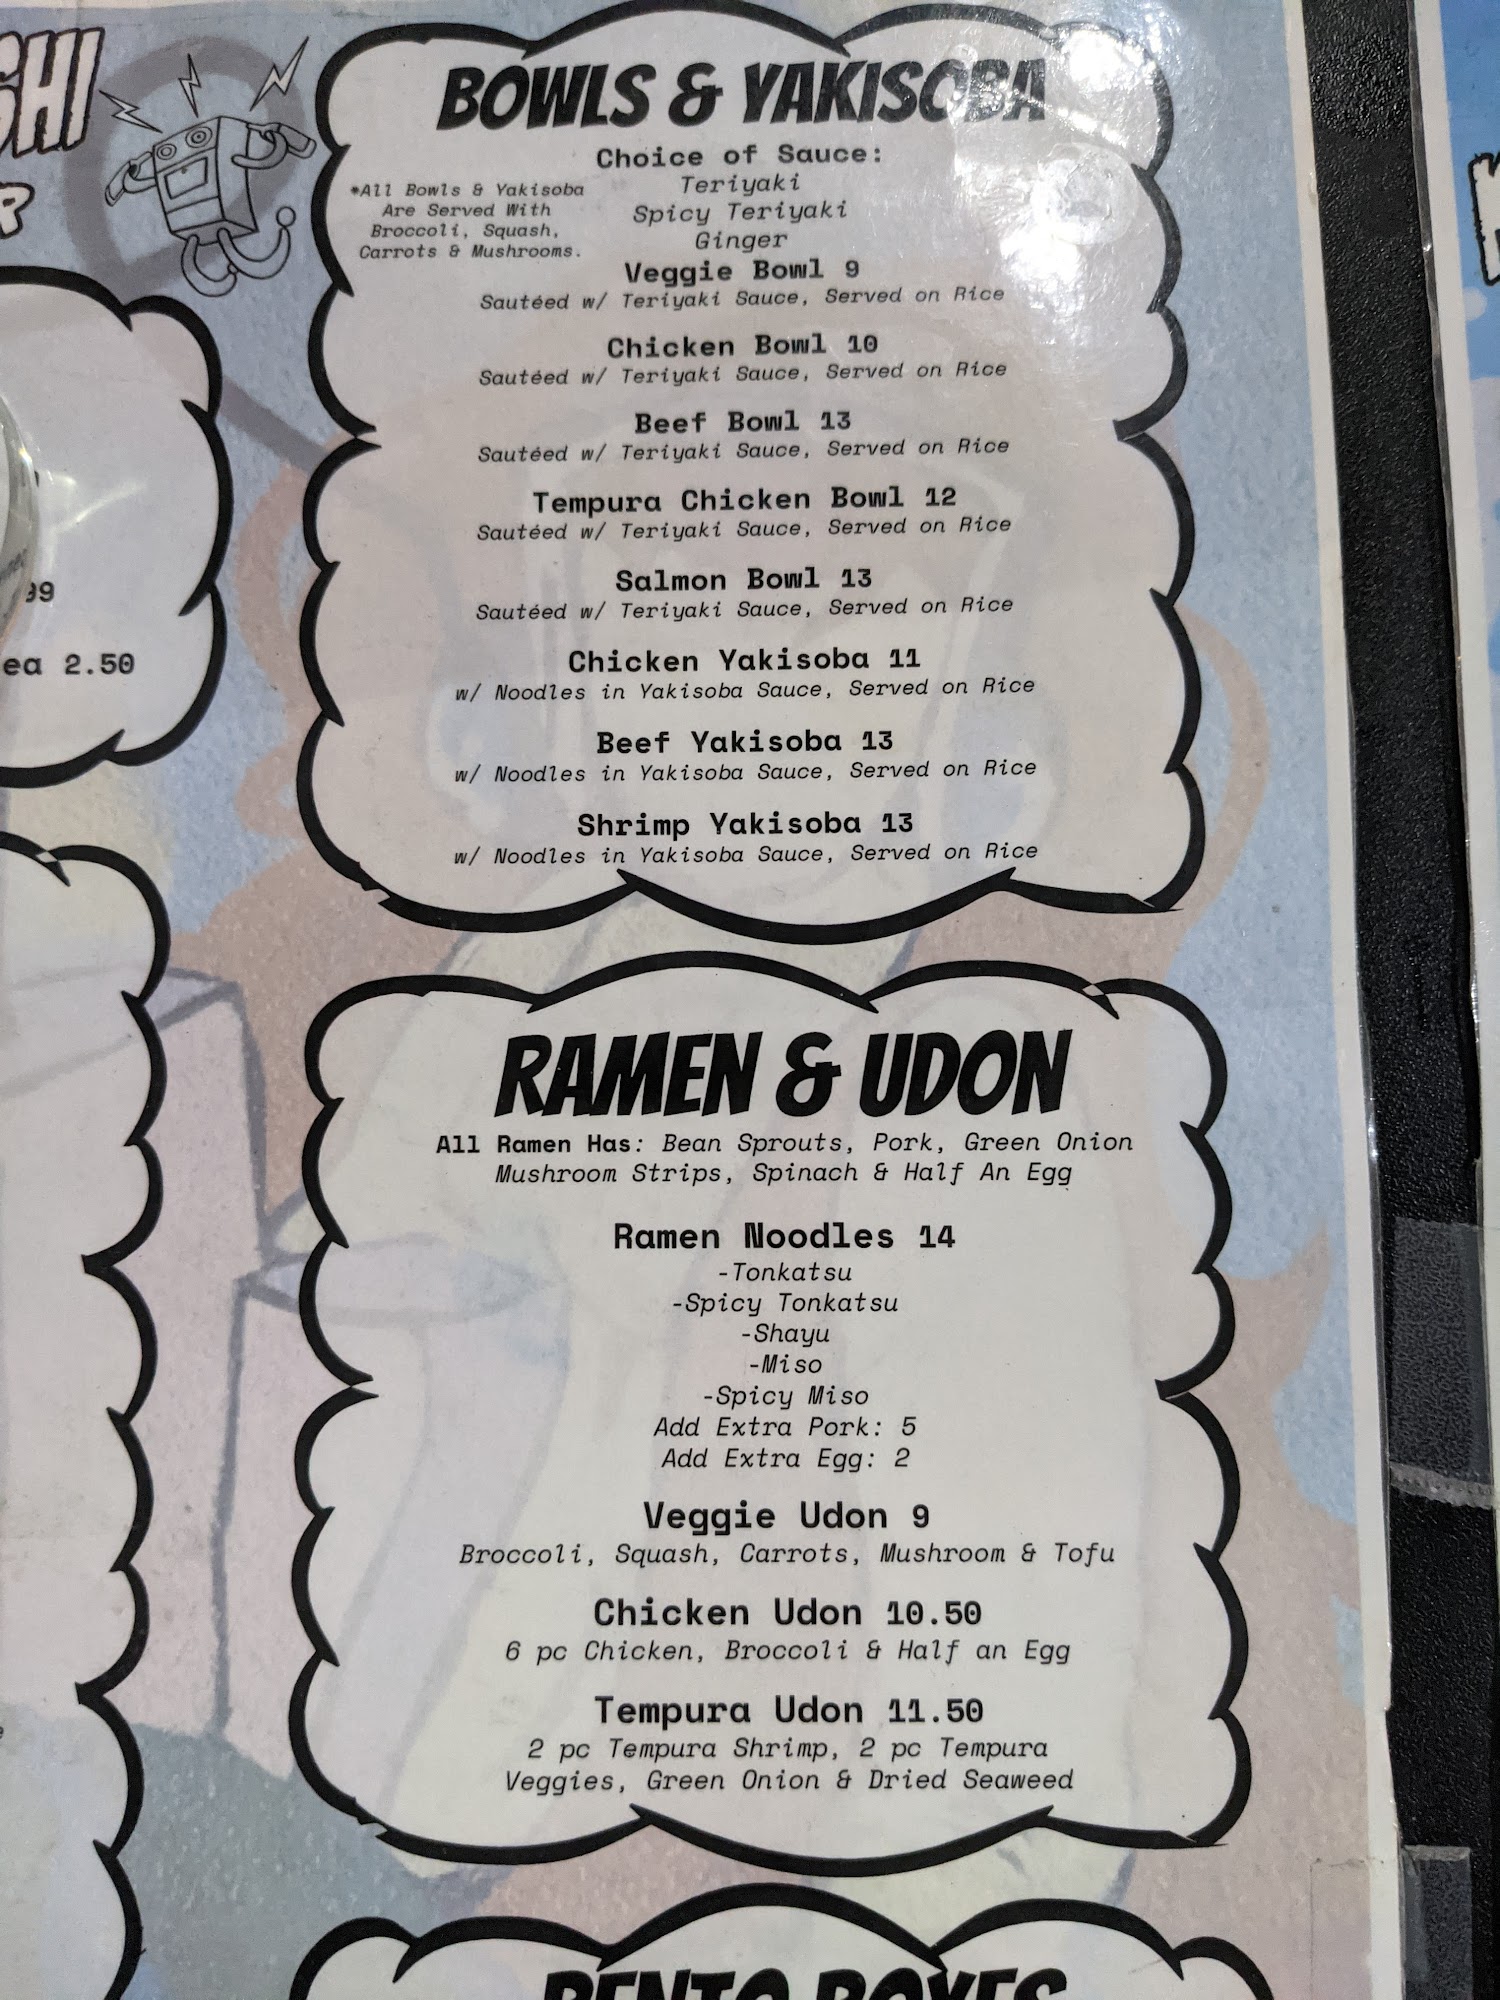 BOWLS & YAKISOBA
Choice of Sauce:
Teriyaki
Spicy Teriyaki
Ginger
*All Bowls & Yakisoba
Are Served With
Broccoli, Squash,
Carrots & Mushrooms.
Veggie Bowl 9
Sautéed w/ Teriyaki Sauce, Served on Rice
Chicken Bowl 10
Sautéed w/ Teriyaki Sauce, Served on Rice
Beef Bowl 13
Sautéed w/ Teriyaki Sauce, Served on Rice
Tempura Chicken Bowl 12
Sautéed w/ Teriyaki Sauce, Served on Rice
Salmon Bowl 13
Sautéed w/ Teriyaki Sauce, Served on Rice
Chicken Yakisoba 11
w/ Noodles in Yakisoba Sauce, Served on Rice
Beef Yakisoba 13
w/ Noodles in Yakisoba Sauce, Served on Rice
Shrimp Yakisoba 13
w/ Noodles in Yakisoba Sauce, Served on Rice
RAMEN & UDON
All Ramen Has: Bean Sprouts, Pork, Green Onion
Mushroom Strips, Spinach & Half An Egg
Ramen Noodles 14
-Tonkatsu
-Spicy Tonkatsu
-Shayu
-Miso
-Spicy Miso
Add Extra Pork: 5
Add Extra Egg: 2
Veggie Udon 9
Broccoli, Squash, Carrots, Mushroom & Tofu
Chicken Udon 10.50
6 pc Chicken, Broccoli & Half an Egg
Tempura Udon 11.50
2 pc Tempura Shrimp, 2 pc Tempura
Veggies, Green Onion & Dried Seaweed
BENTO BOXES
2.50